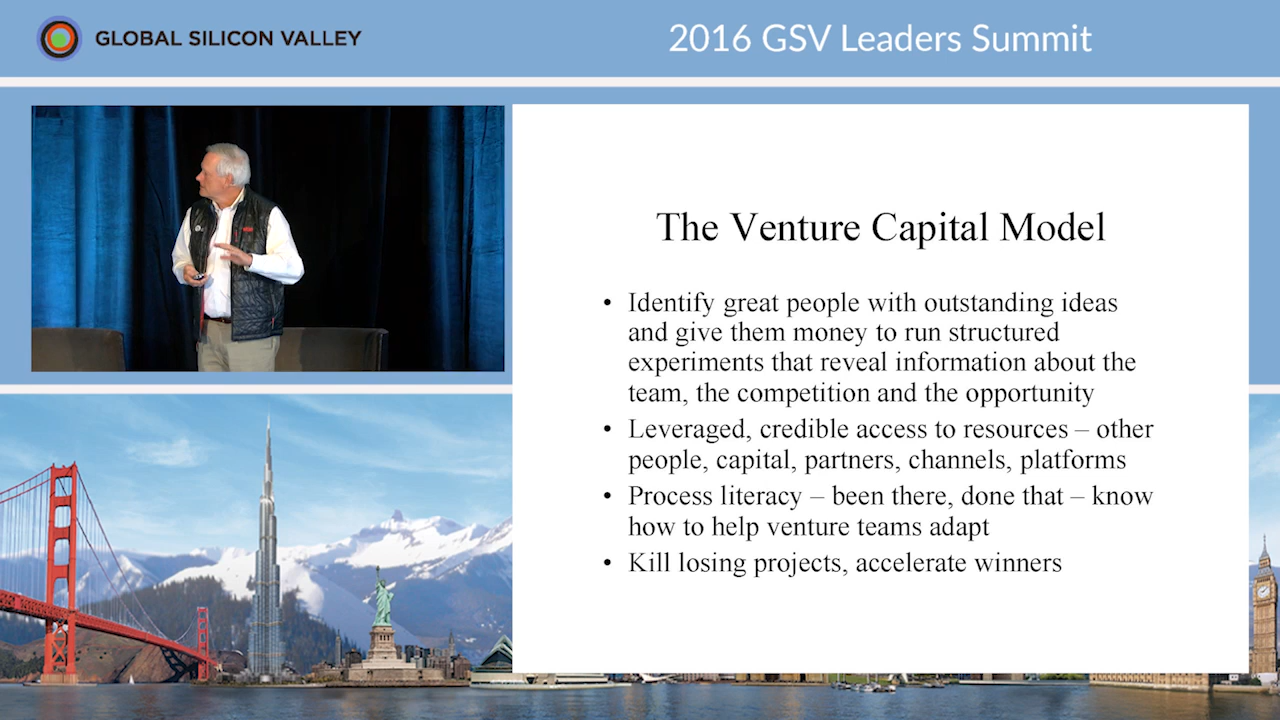 GLOBAL SILICON VALLEY
2016 GSV Leaders Summit
The Venture Capital Model
• Identify great people with outstanding ideas
and give them money to run structured
experiments that reveal information about the
team, the competition and the opportunity
• Leveraged, credible access to resources – other
people, capital, partners, channels, platforms
• Process literacy – been there, done that – know
how to help venture teams adapt
• Kill losing projects, accelerate winners